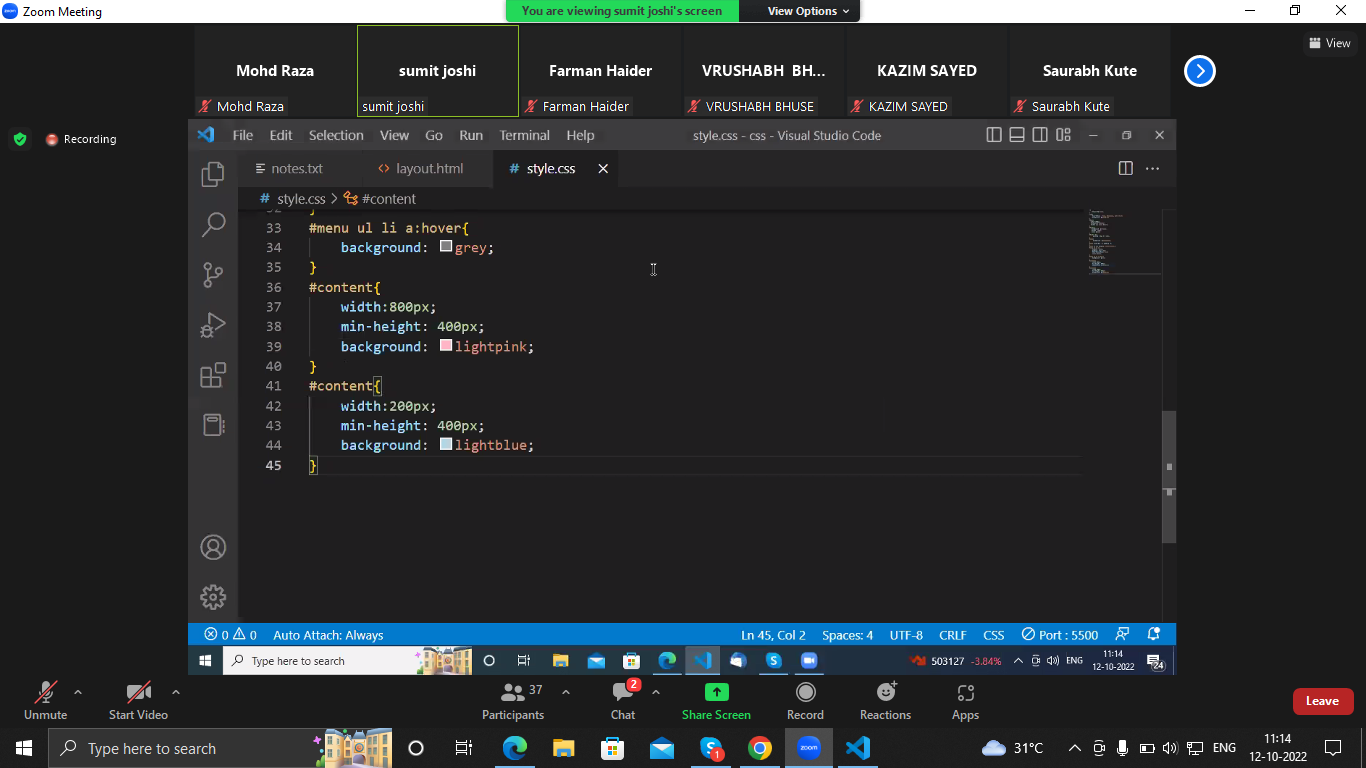 Zoom Meeting
You are viewing sumit joshi's screen
View Options
View
Mohd Raza
sumit joshi
Farman Haider
VRUSHABH BH...
KAZIM SAYED
Saurabh Kute
Mohd Raza
sumit joshi
Farman Haider
VRUSHABH BHUSE
KAZIM SAYED
Saurabh Kute
Recording
File Edit Selection View Go Run Terminal Help
style.css - css - Visual Studio Code
notes.txt
layout.html
style.css
style.css > #content
32 }
33 #menu ul li a:hover{
34 background: grey;
35 }
36 #content{
37 width:800px;
38 min-height: 400px;
39 background: lightpink;
40 }
41 #content{
42 width:200px;
43 min-height: 400px;
44 background: lightblue;
45 }
0 0 Auto Attach: Always
Ln 45, Col 2 Spaces: 4 UTF-8 CRLF CSS Port : 5500
Type here to search
503127 -3.84%
ENG
11:14
12-10-2022
24
Unmute
Start Video
37
Participants
2
Chat
Share Screen
Record
Reactions
Apps
Leave
Type here to search
1
zoom
31°C
ENG
11:14
12-10-2022